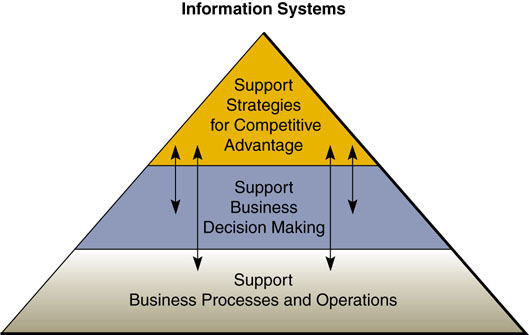 Information Systems
Support
Strategies
for Competitive
Advantage
Support
Business
Decision Making
Support
Business Processes and Operations